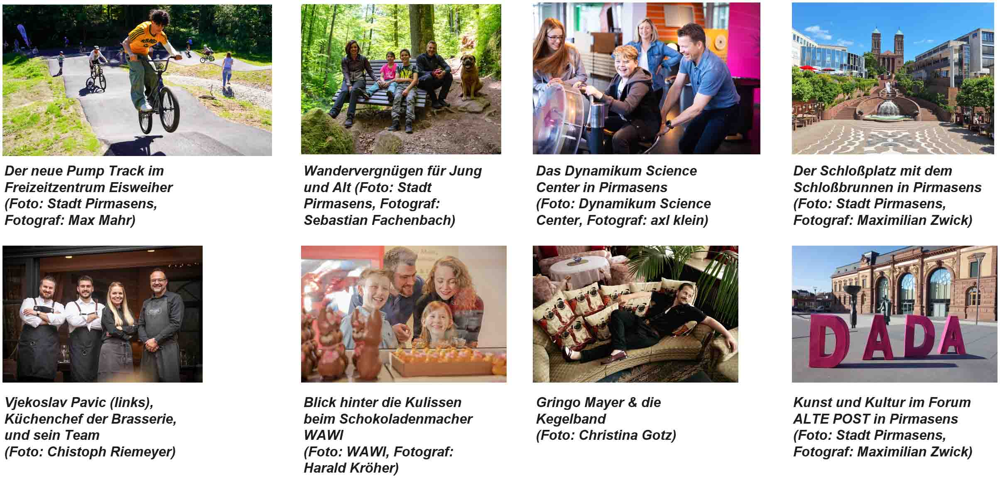 Der neue Pump Track im
Freizeitzentrum Eisweiher
(Foto: Stadt Pirmasens,
Fotograf: Max Mahr)
Wandervergnügen für Jung
und Alt (Foto: Stadt
Pirmasens, Fotograf:
Sebastian Fachenbach)
Das Dynamikum Science
Center in Pirmasens
(Foto: Dynamikum Science
Center, Fotograf: axl klein)
Der Schloßplatz mit dem
Schloßbrunnen in Pirmasens
(Foto: Stadt Pirmasens,
Fotograf: Maximilian Zwick)
DADA
Vjekoslav Pavic (links),
Küchenchef der Brasserie,
und sein Team
(Foto: Chistoph Riemeyer)
Blick hinter die Kulissen
beim Schokoladenmacher
WAWI
(Foto: WAWI, Fotograf:
Harald Kröher)
Gringo Mayer & die
Kegelband
(Foto: Christina Gotz)
Kunst und Kultur im Forum
ALTE POST in Pirmasens
(Foto: Stadt Pirmasens,
Fotograf: Maximilian Zwick)